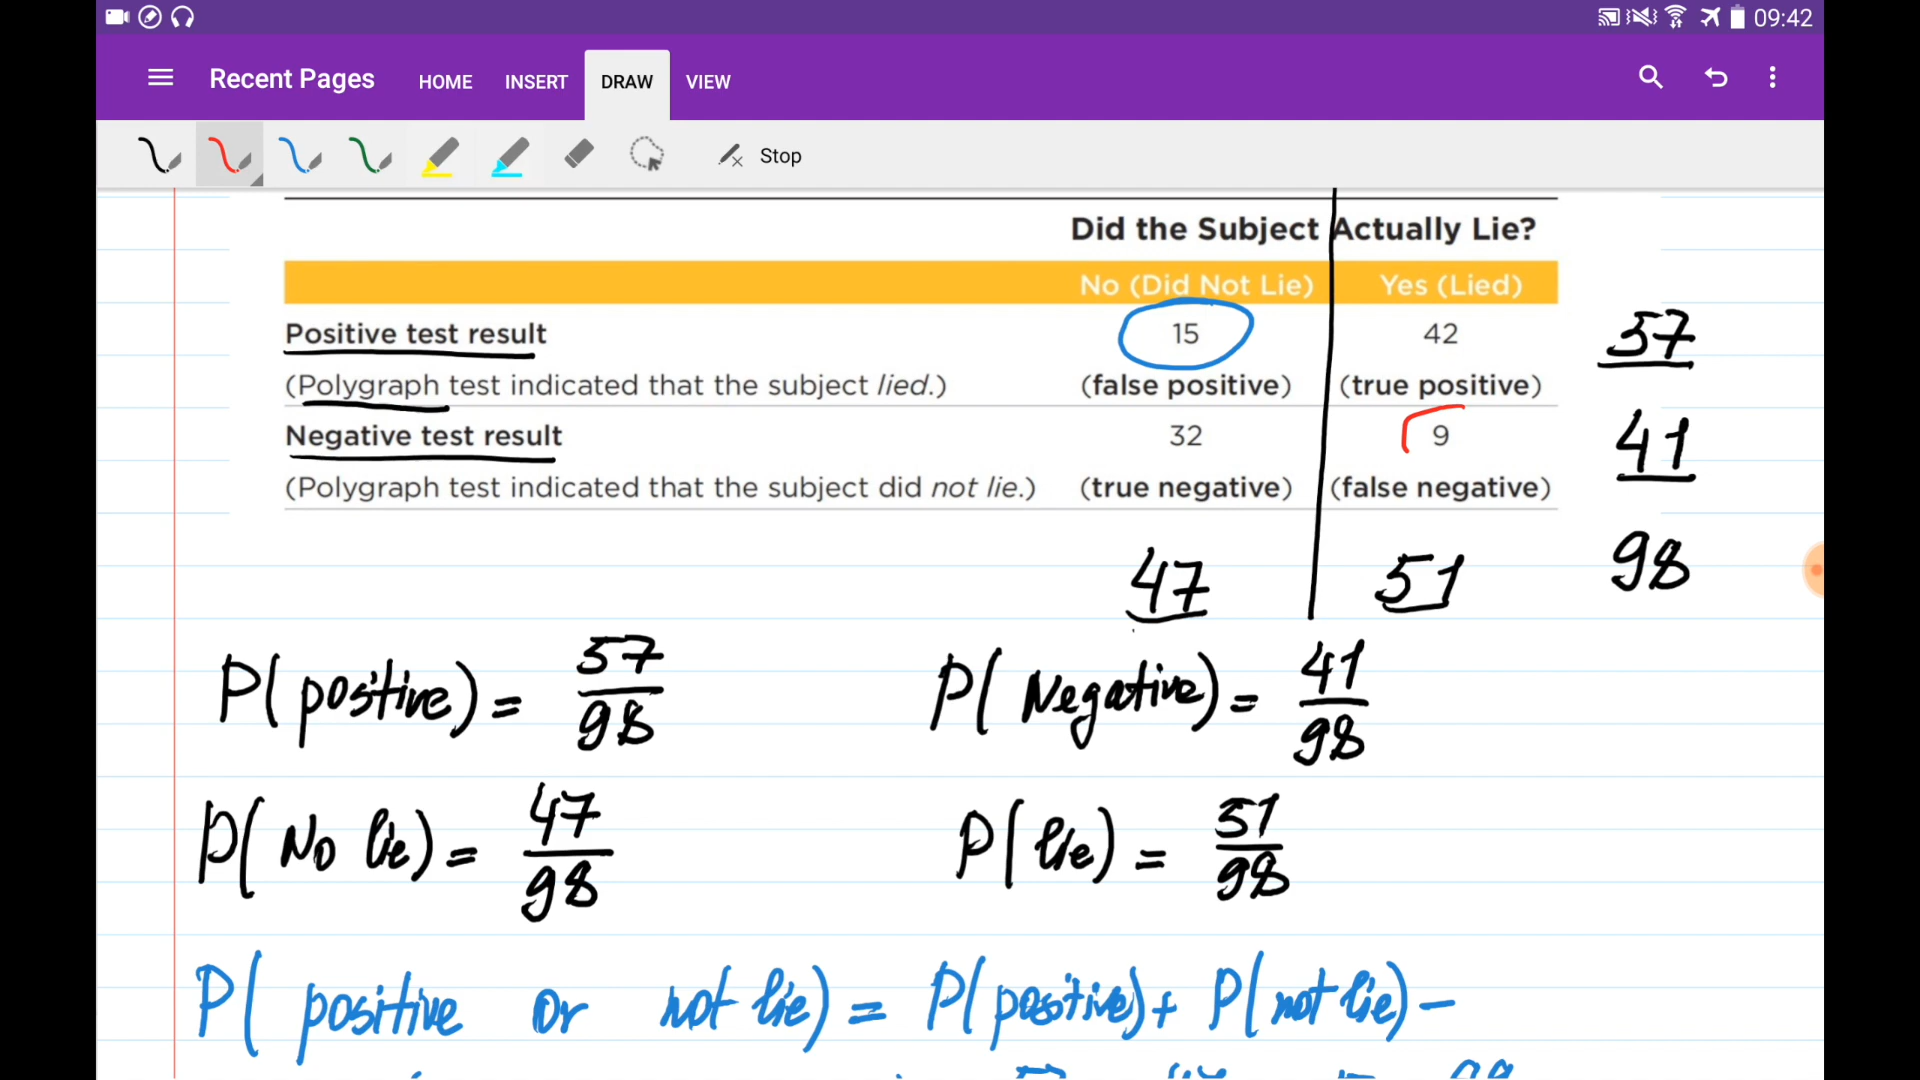 09:42
Recent Pages HOME INSERT DRAW VIEW
Stop
Did the Subject Actually Lie?
No (Did Not Lie) Yes (Lied)
Positive test result 15 42 57
(Polygraph test indicated that the subject lied.) (false positive) (true positive)
Negative test result 32 9 41
(Polygraph test indicated that the subject did not lie.) (true negative) (false negative)
47 51 98
P(positive) = 57/98 P(Negative) = 41/98
P(No lie) = 47/98 P(lie) = 51/98
P(positive or not lie) = P(positive) + P(not lie) -